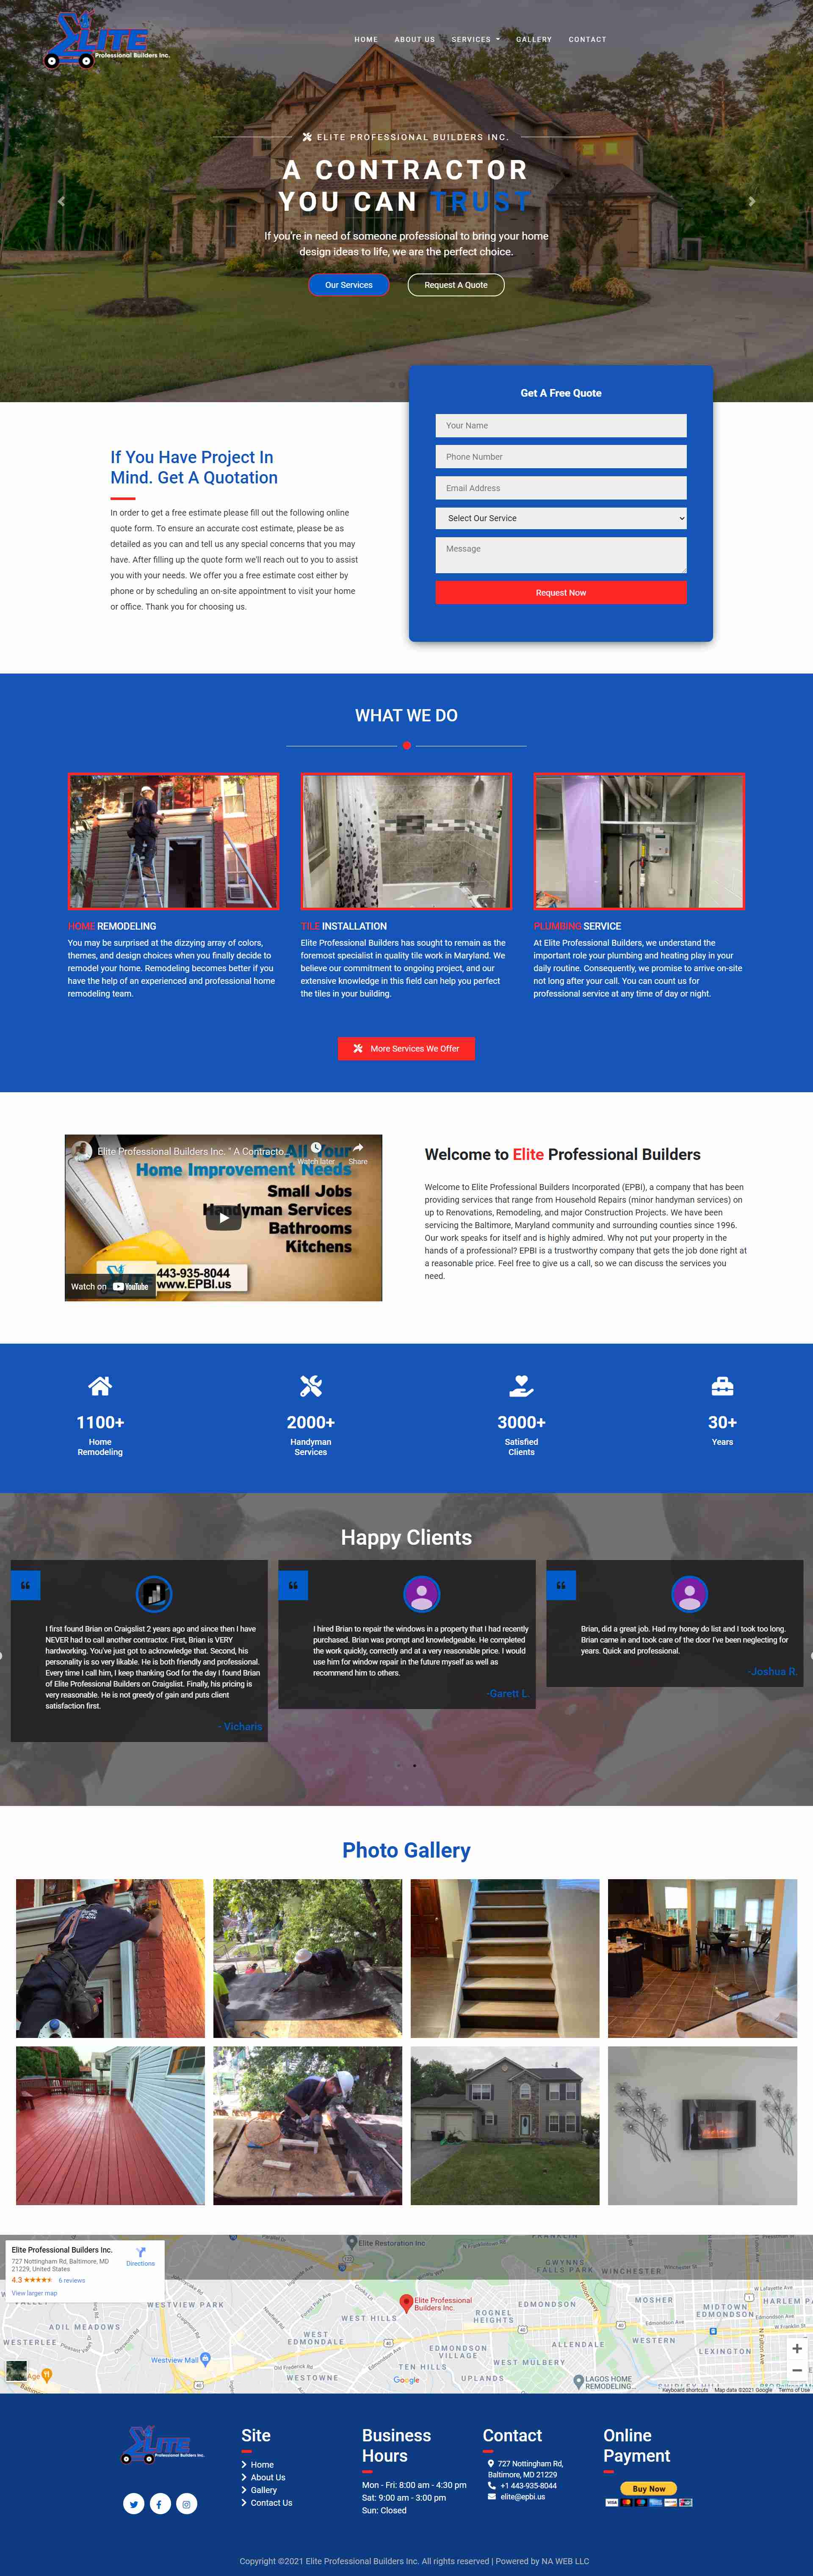 ELITE
Professional Builders Inc.
HOME ABOUT US SERVICES GALLERY CONTACT
ELITE PROFESSIONAL BUILDERS INC.
A CONTRACTOR
YOU CAN TRUST
If you're in need of someone professional to bring your home
design ideas to life, we are the perfect choice.
Our Services
Request A Quote
Get A Free Quote
Your Name
Phone Number
Email Address
Select Our Service
Message
Request Now
If You Have Project In
Mind. Get A Quotation
In order to get a free estimate please fill out the following online
quote form. To ensure an accurate cost estimate, please be as
detailed as you can and tell us any special concerns that you may
have. After filling up the quote form we'll reach out to you to assist
you with your needs. We offer you a free estimate cost either by
phone or by scheduling an on-site appointment to visit your home
or office. Thank you for choosing us.
WHAT WE DO
HOME REMODELING
You may be surprised at the dizzying array of colors,
themes, and design choices when you finally decide to
remodel your home. Remodeling becomes better if you
have the help of an experienced and professional home
remodeling team.
TILE INSTALLATION
Elite Professional Builders has sought to remain as the
foremost specialist in quality tile work in Maryland. We
believe our commitment to ongoing project, and our
extensive knowledge in this field can help you perfect
the tiles in your building.
PLUMBING SERVICE
At Elite Professional Builders, we understand the
important role your plumbing and heating play in your
daily routine. Consequently, we promise to arrive on-site
not long after your call. You can count us for
professional service at any time of day or night.
More Services We Offer
Elite Professional Builders Inc. " A Contracto...
Watch later
Share
For All Your
Home Improvement Needs
Small Jobs
Handyman Services
Bathrooms
Kitchens
443-935-8044
www.EPBI.us
Watch on YouTube
Welcome to Elite Professional Builders
Welcome to Elite Professional Builders Incorporated (EPBI), a company that has been
providing services that range from Household Repairs (minor handyman services) on
up to Renovations, Remodeling, and major Construction Projects. We have been
servicing the Baltimore, Maryland community and surrounding counties since 1996.
Our work speaks for itself and is highly admired. Why not put your property in the
hands of a professional? EPBI is a trustworthy company that gets the job done right at
a reasonable price. Feel free to give us a call, so we can discuss the services you
need.
1100+
Home
Remodeling
2000+
Handyman
Services
3000+
Satisfied
Clients
30+
Years
Happy Clients
I first found Brian on Craigslist 2 years ago and since then I have
NEVER had to call another contractor. First, Brian is VERY
hardworking. You've just got to acknowledge that. Second, his
personality is so very likable. He is both friendly and professional.
Every time I call him, I keep thanking God for the day I found Brian
of Elite Professional Builders on Craigslist. Finally, his pricing is
very reasonable. He is not greedy of gain and puts client
satisfaction first.
- Vicharis
I hired Brian to repair the windows in a property that I had recently
purchased. Brian was prompt and knowledgeable. He completed
the work quickly, correctly and at a very reasonable price. I would
use him for window repair in the future myself as well as
recommend him to others.
-Garett L.
Brian, did a great job. Had my honey do list and I took too long.
Brian came in and took care of the door I've been neglecting for
years. Quick and professional.
-Joshua R.
Photo Gallery
Elite Professional Builders Inc.
727 Nottingham Rd, Baltimore, MD
21229, United States
4.3 6 reviews
View larger map
Directions
Elite Restoration Inc
GWYNNS
FALLS PARK
WINCHESTER
WESTVIEW PARK
ADIL MEADOWS
WESTERLEE
Westview Mall
WEST HILLS
WEST
EDMONDALE
Elite Professional
Builders Inc.
ROGNEL
HEIGHTS
EDMONDSON
EDMONDSON
VILLAGE
TEN HILLS
WEST MULBERRY
UPLANDS
WESTOWNE
Old Frederick Rd
ALLENDALE
MOSHER
MIDTOWN
EDMONDSON
HARLEM P
WESTERN
LEXINGTON
LAGOS HOME
REMODELING...
Google
Keyboard shortcuts Map data ©2021 Google Terms of Use
ELITE
Professional Builders Inc.
Site
Home
About Us
Gallery
Contact Us
Business
Hours
Mon - Fri: 8:00 am - 4:30 pm
Sat: 9:00 am - 3:00 pm
Sun: Closed
Contact
727 Nottingham Rd,
Baltimore, MD 21229
+1 443-935-8044
elite@epbi.us
Online
Payment
Buy Now
VISA
Copyright ©2021 Elite Professional Builders Inc. All rights reserved | Powered by NA WEB LLC